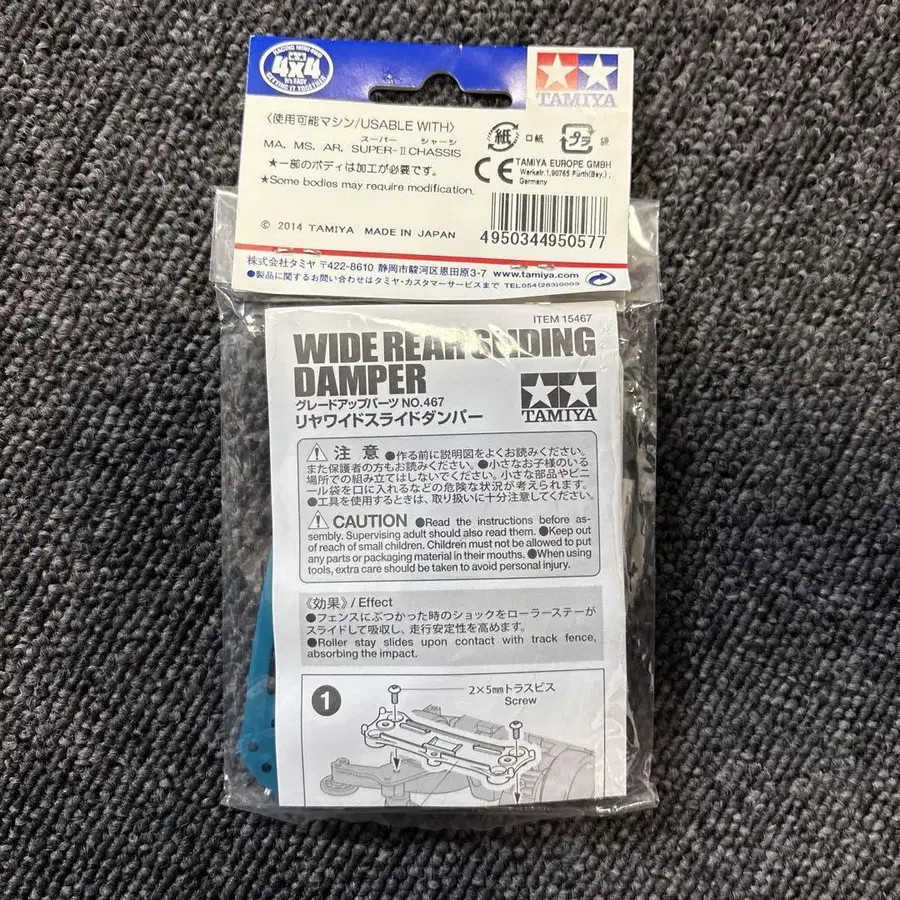 RACING MINI 4WD
4x4
It's EASY
GETTING IT TOGETHER
TAMIYA
〈使用可能マシン/USABLE WITH〉
スーパー シャーシ
MA, MS, AR, SUPER-II CHASSIS
★一部のボディは加工が必要です。
★Some bodies may require modification.
紙 口紙 プラ 袋
CE TAMIYA EUROPE GMBH
Werkstr.1,90765 Fürth(Bay.),
Germany
© 2014 TAMIYA MADE IN JAPAN
4950344950577
株式会社タミヤ 〒422-8610 静岡市駿河区恩田原3-7 www.tamiya.com
●製品に関するお問い合わせはタミヤ・カスタマーサービスまで TEL054(283)0003
ITEM 15467
WIDE REAR SLIDING
DAMPER
グレードアップパーツ NO.467
リヤワイドスライドダンパー
TAMIYA
注意 ●作る前に説明図をよくお読みください。
また保護者の方もお読みください。●小さなお子様のいる
場所での組み立てはしないでください。小さな部品やビニ
ール袋を口に入れるなどの危険な状況が考えられます。
●工具を使用するときは、取り扱いに十分注意してください。
CAUTION ●Read the instructions before as-
sembly. Supervising adult should also read them. ●Keep out
of reach of small children. Children must not be allowed to put
any parts or packaging material in their mouths. ●When using
tools, extra care should be taken to avoid personal injury.
《効果》/ Effect
●フェンスにぶつかった時のショックをローラーステーが
スライドして吸収し、走行安定性を高めます。
●Roller stay slides upon contact with track fence,
absorbing the impact.
1
2×5mmトラスビス
Screw